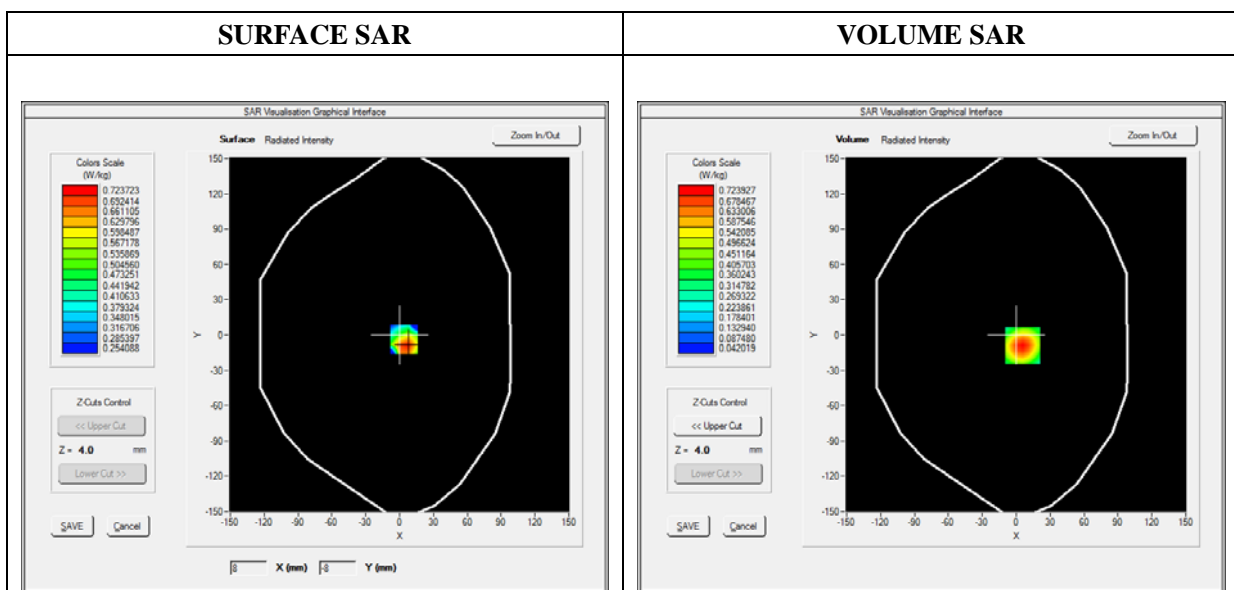 SURFACE SAR
SAR Visualisation Graphical Interface
Surface Radiated Intensity
Zoom In/Out
Colors Scale
(W/kg)
0.723723
0.692414
0.661105
0.629796
0.598487
0.567178
0.535869
0.504560
0.473251
0.441942
0.410633
0.379324
0.348015
0.316706
0.285397
0.254088
Z-Cuts Control
<< Upper Cut
Z = 4.0 mm
Lower Cut >>
SAVE Cancel
150
120
90
60
30
0
-30
-60
-90
-120
-150
Y
-150 -120 -90 -60 -30 0 30 60 90 120 150
X
8 X (mm) -8 Y (mm)
VOLUME SAR
SAR Visualisation Graphical Interface
Volume Radiated Intensity
Zoom In/Out
Colors Scale
(W/kg)
0.723927
0.678467
0.633006
0.587546
0.542085
0.496624
0.451164
0.405703
0.360243
0.314782
0.269322
0.223861
0.178401
0.132940
0.087480
0.042019
Z-Cuts Control
<< Upper Cut
Z = 4.0 mm
Lower Cut >>
SAVE Cancel
150
120
90
60
30
0
-30
-60
-90
-120
-150
Y
-150 -120 -90 -60 -30 0 30 60 90 120 150
X